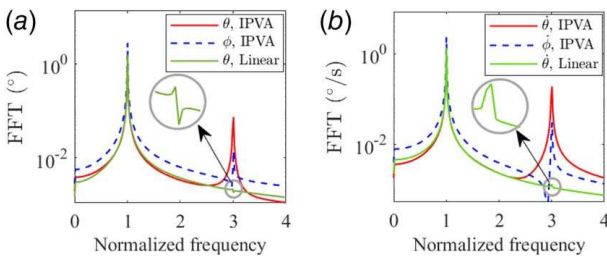 (a)
FFT (°)
10⁰
10⁻²
θ, IPVA
ϕ, IPVA
θ, Linear
0 1 2 3 4
Normalized frequency
(b)
FFT (°/s)
10⁰
10⁻²
θ̇, IPVA
ϕ̇, IPVA
θ̇, Linear
0 1 2 3 4
Normalized frequency